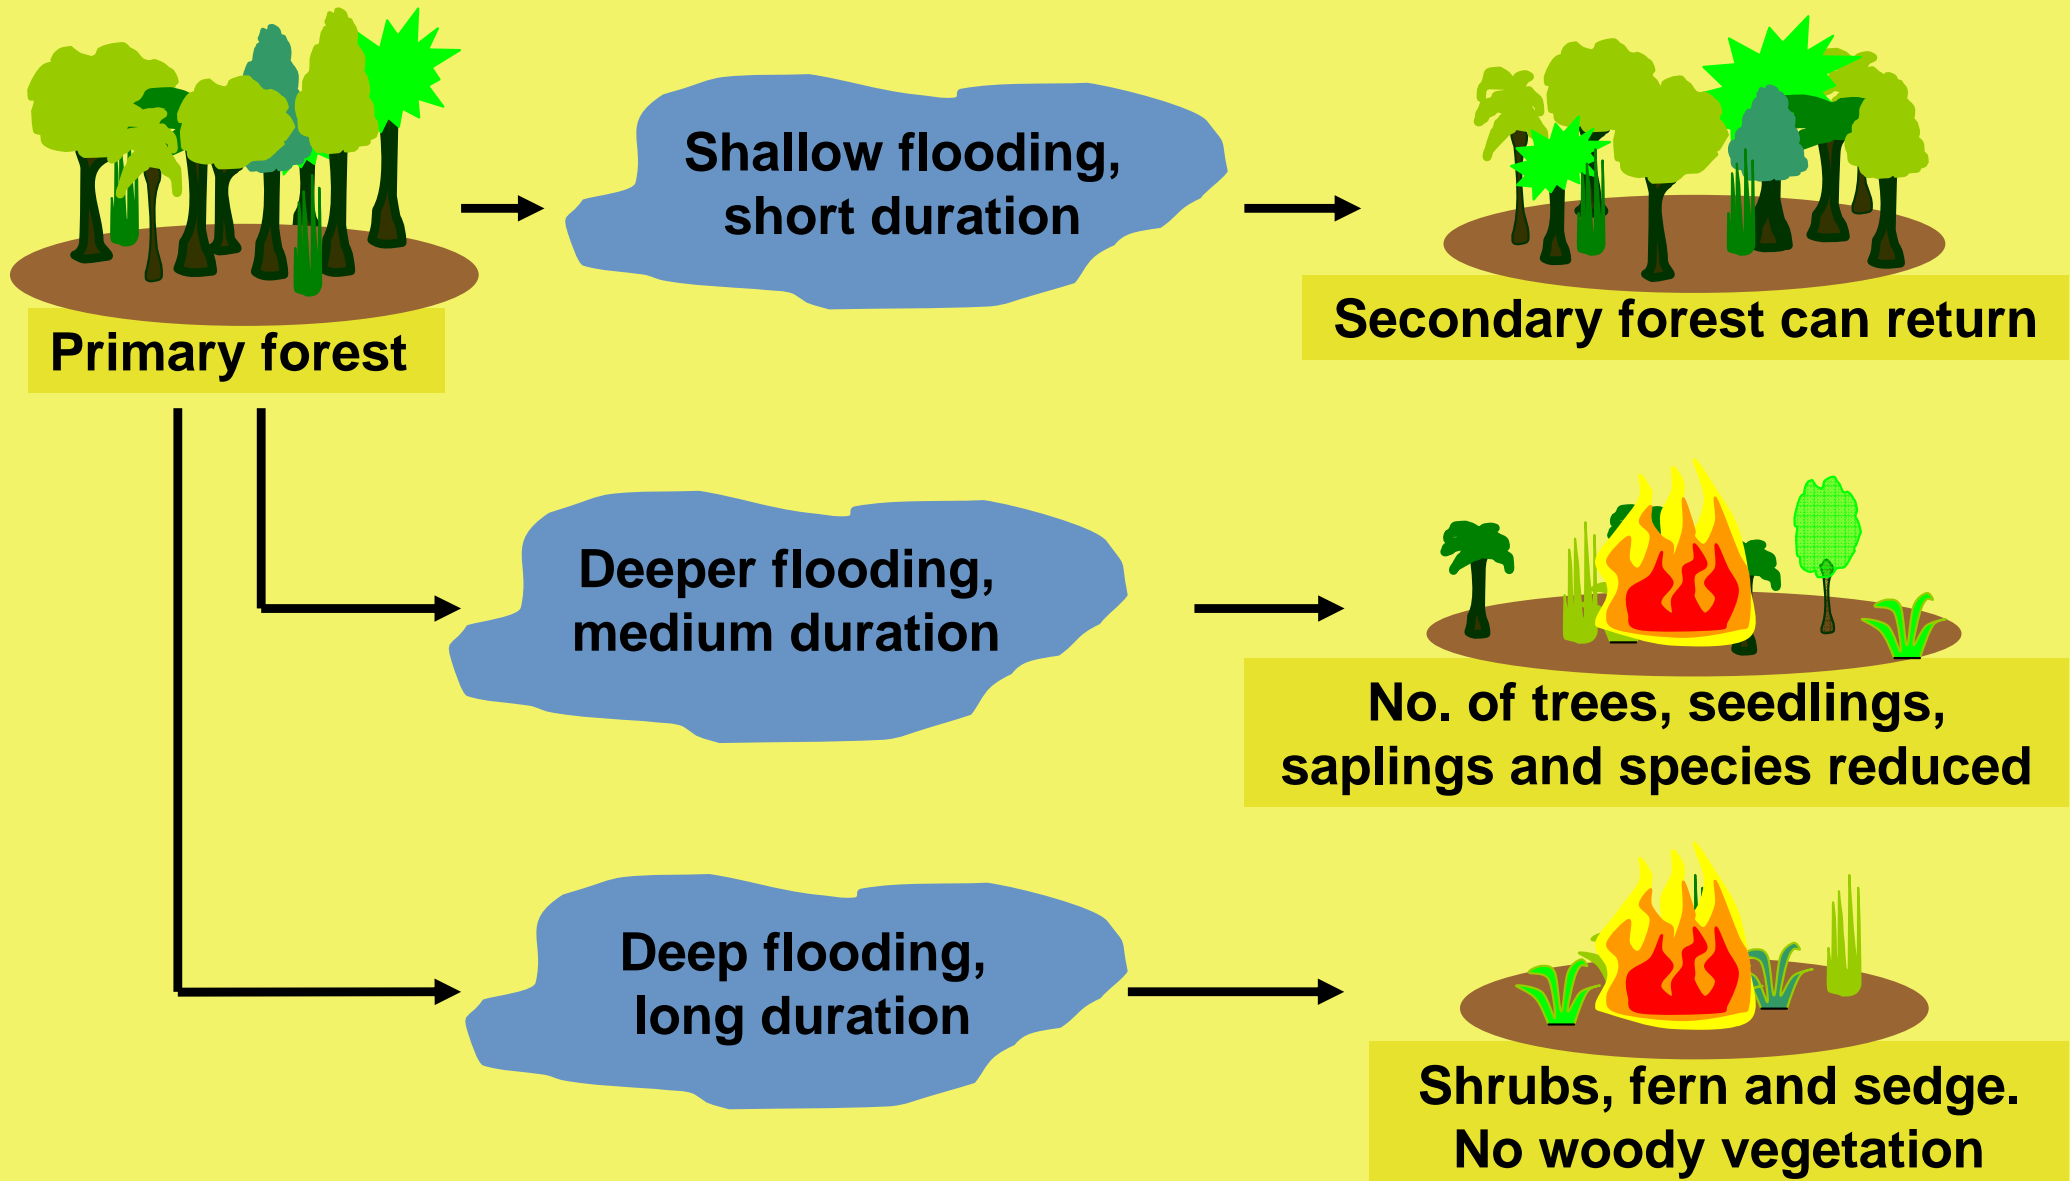 Shallow flooding,
short duration
Primary forest
Secondary forest can return
Deeper flooding,
medium duration
No. of trees, seedlings,
saplings and species reduced
Deep flooding,
long duration
Shrubs, fern and sedge.
No woody vegetation